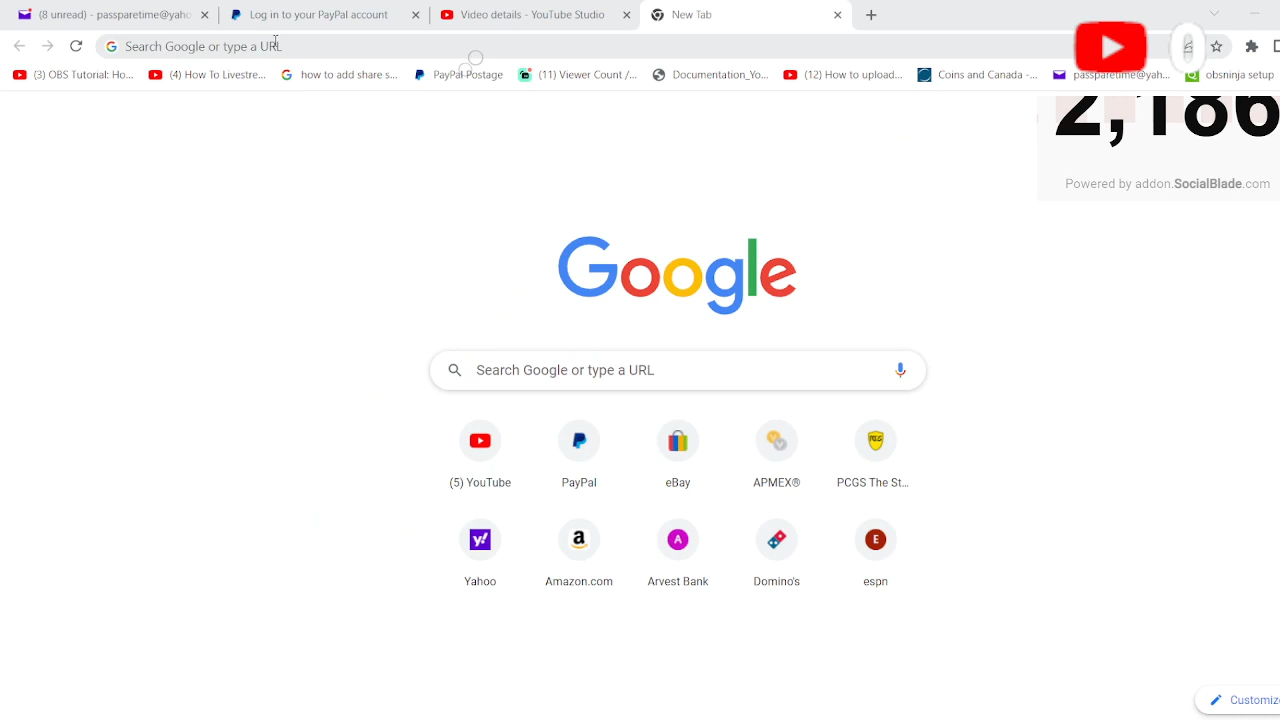 (8 unread) - passparetime@yaho
Log in to your PayPal account
Video details - YouTube Studio
New Tab
Search Google or type a URL
0
(3) OBS Tutorial: Ho...
(4) How To Livestre...
how to add share s...
PayPal Postage
(11) Viewer Count /...
Documentation_Yo...
(12) How to upload...
Coins and Canada -...
passparetime@yah...
obsninja setup
2,186
Powered by addon.SocialBlade.com
Google
Search Google or type a URL
(5) YouTube
PayPal
eBay
APMEX®
PCGS The St...
Yahoo
Amazon.com
Arvest Bank
Domino's
espn
Customize